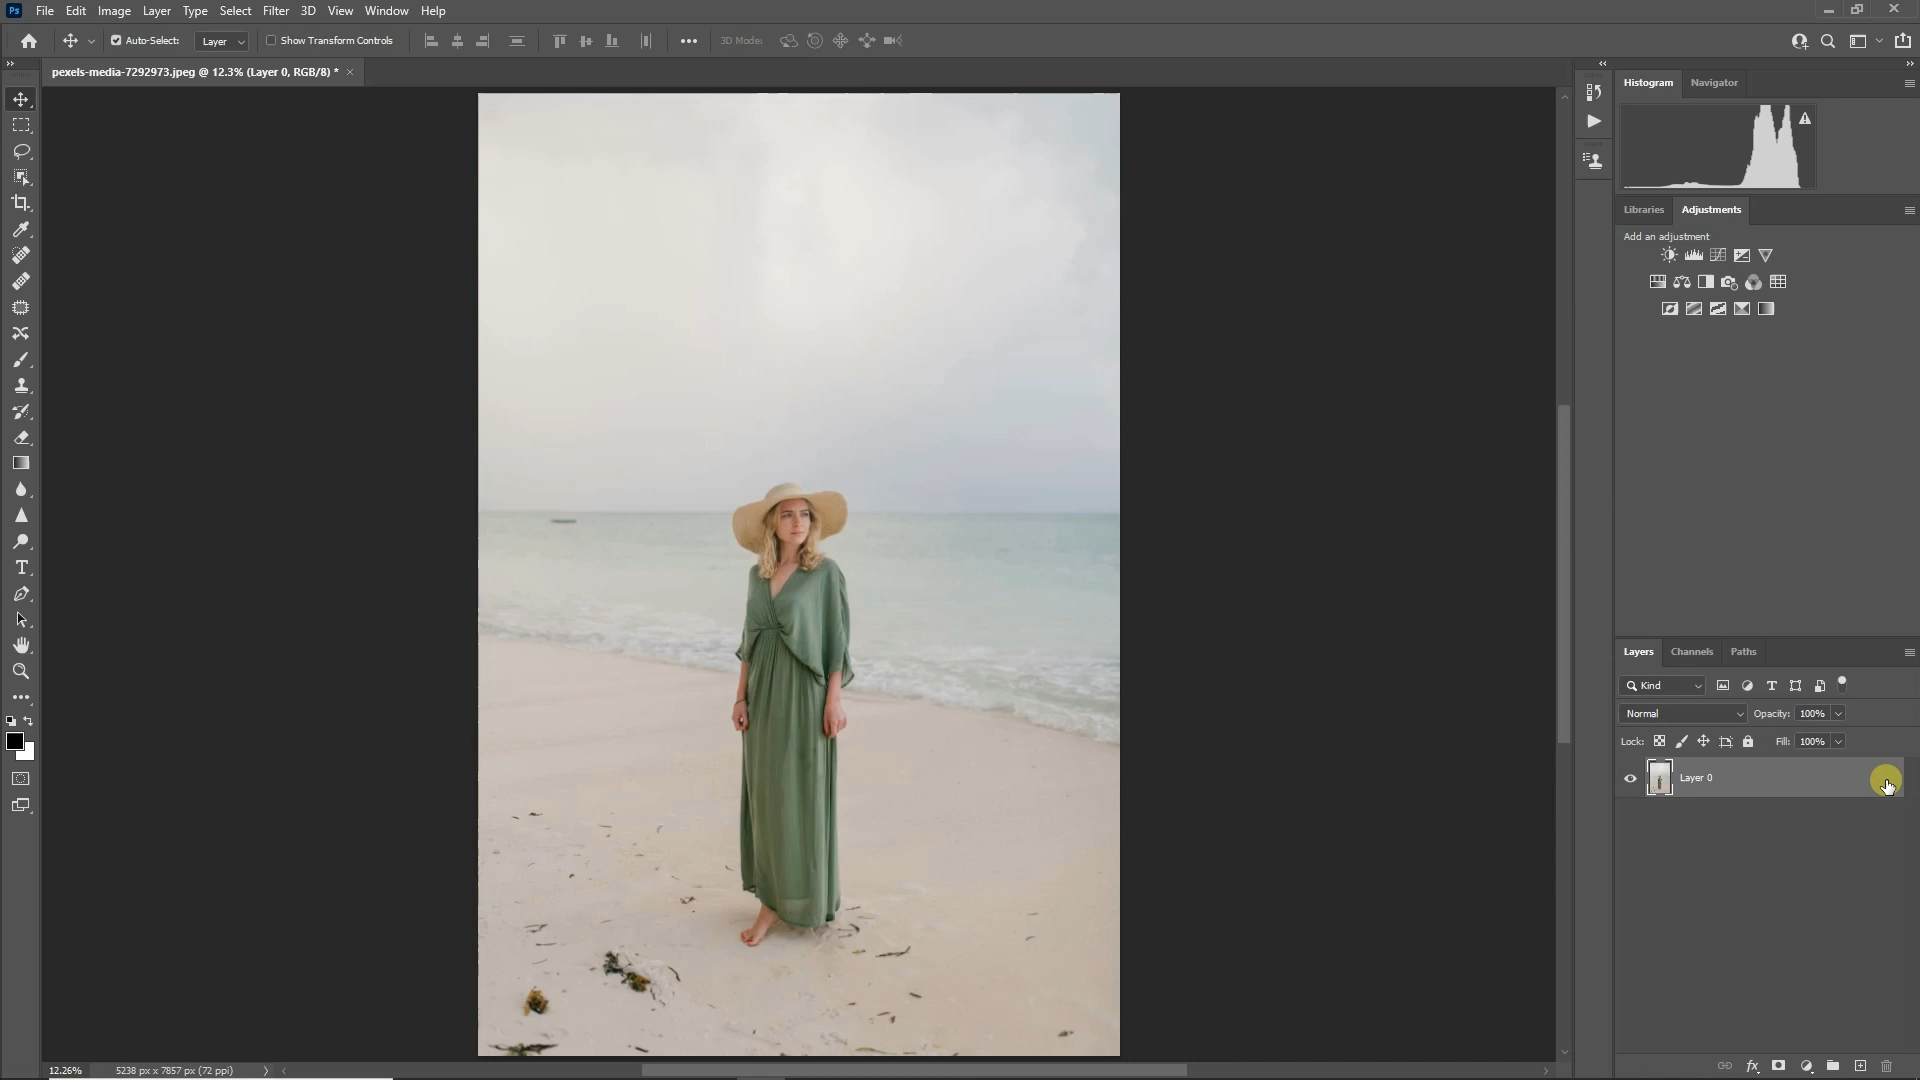 Ps File Edit Image Layer Type Select Filter 3D View Window Help
Auto-Select: Layer Show Transform Controls 3D Mode:
pexels-media-7292973.jpeg @ 12.3% (Layer 0, RGB/8) *
Histogram Navigator
Libraries Adjustments
Add an adjustment
Layers Channels Paths
Kind
Normal Opacity: 100%
Lock: Fill: 100%
Layer 0
12.26% 5238 px x 7857 px (72 ppi)